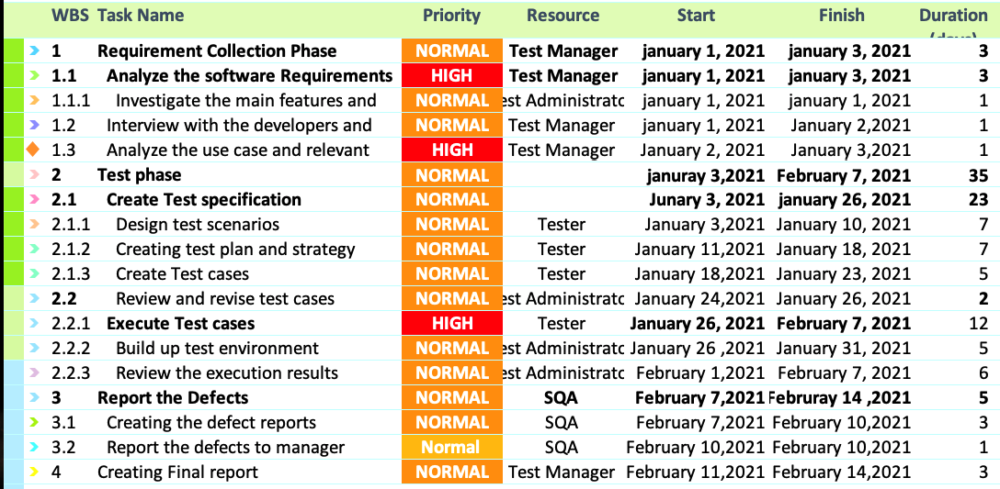 WBS Task Name Priority Resource Start Finish Duration
1 Requirement Collection Phase NORMAL Test Manager january 1, 2021 january 3, 2021 3
1.1 Analyze the software Requirements HIGH Test Manager january 1, 2021 january 3, 2021 3
1.1.1 Investigate the main features and NORMAL est Administrato january 1, 2021 january 1, 2021 1
1.2 Interview with the developers and NORMAL Test Manager january 1, 2021 January 2,2021 1
1.3 Analyze the use case and relevant HIGH Test Manager January 2, 2021 January 3,2021 1
2 Test phase NORMAL januray 3,2021 February 7, 2021 35
2.1 Create Test specification NORMAL Junary 3, 2021 january 26, 2021 23
2.1.1 Design test scenarios NORMAL Tester January 3,2021 January 10, 2021 7
2.1.2 Creating test plan and strategy NORMAL Tester January 11,2021 January 18, 2021 7
2.1.3 Create Test cases NORMAL Tester January 18,2021 January 23, 2021 5
2.2 Review and revise test cases NORMAL est Administrato January 24,2021 January 26, 2021 2
2.2.1 Execute Test cases HIGH Tester January 26, 2021 February 7, 2021 12
2.2.2 Build up test environment NORMAL est Administrato January 26 ,2021 January 31, 2021 5
2.2.3 Review the execution results NORMAL est Administrato February 1,2021 February 7, 2021 6
3 Report the Defects NORMAL SQA February 7,2021 Februray 14 ,2021 5
3.1 Creating the defect reports NORMAL SQA February 7,2021 February 10,2021 3
3.2 Report the defects to manager Normal SQA February 10,2021 February 10,2021 1
4 Creating Final report NORMAL Test Manager February 11,2021 February 14,2021 3